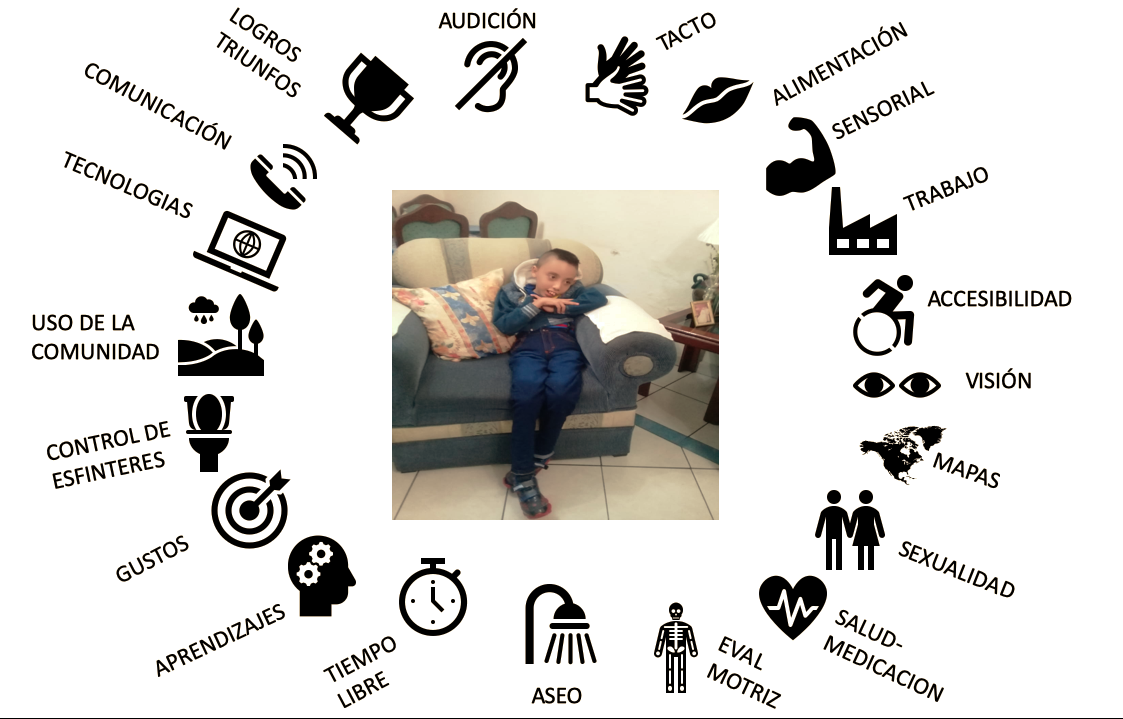 AUDICIÓN
TACTO
ALIMENTACIÓN
SENSORIAL
TRABAJO
ACCESIBILIDAD
VISIÓN
MAPAS
SEXUALIDAD
SALUD-
MEDICACION
EVAL
MOTRIZ
ASEO
TIEMPO
LIBRE
APRENDIZAJES
GUSTOS
CONTROL DE
ESFINTERES
USO DE LA
COMUNIDAD
TECNOLOGIAS
COMUNICACIÓN
LOGROS
TRIUNFOS